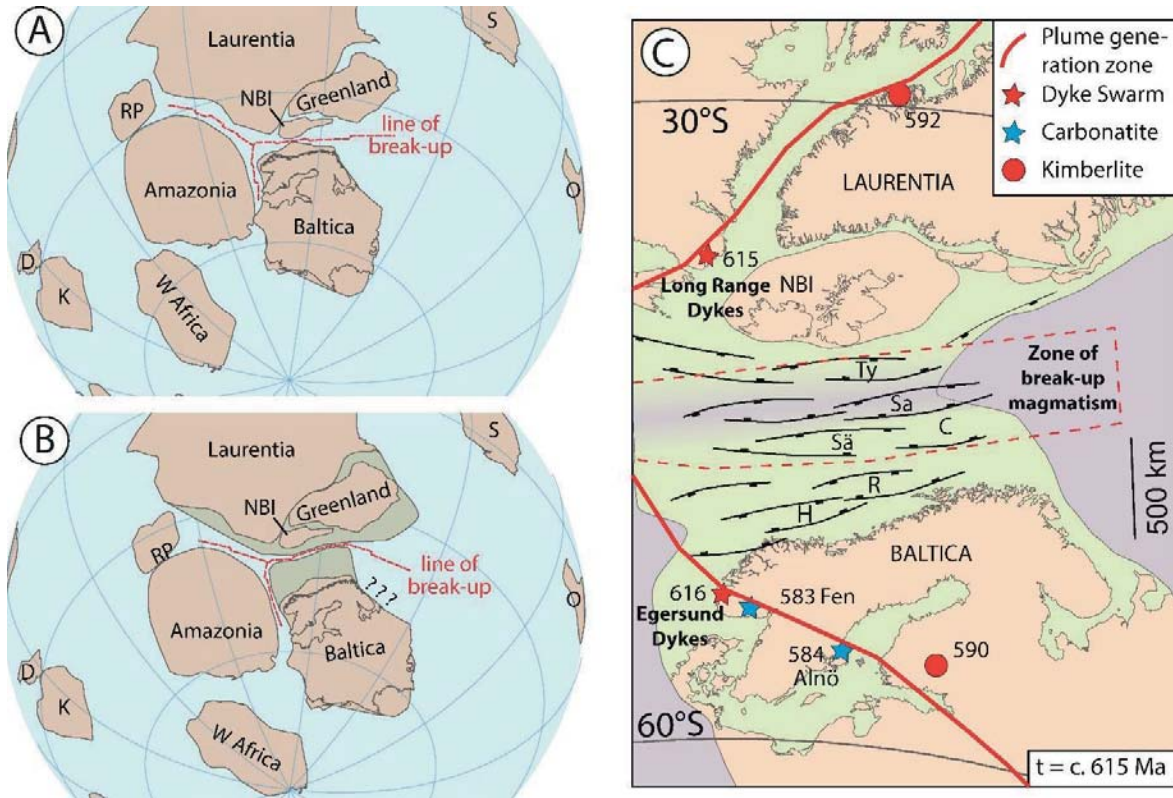 A
Laurentia
S
Greenland
NBI
RP
line of
break-up
Amazonia
Baltica
O
D
K
W Africa
B
Laurentia
S
Greenland
NBI
RP
line of
break-up
???
Amazonia
Baltica
O
D
K
W Africa
C
Plume gene-
ration zone
Dyke Swarm
Carbonatite
Kimberlite
30°S
592
LAURENTIA
615
Long Range
Dykes
NBI
Ty
Zone of
break-up
magmatism
Sa
C
Sä
R
H
500 km
BALTICA
616
583 Fen
Egersund
Dykes
584
Alnö
590
60°S
t = c. 615 Ma